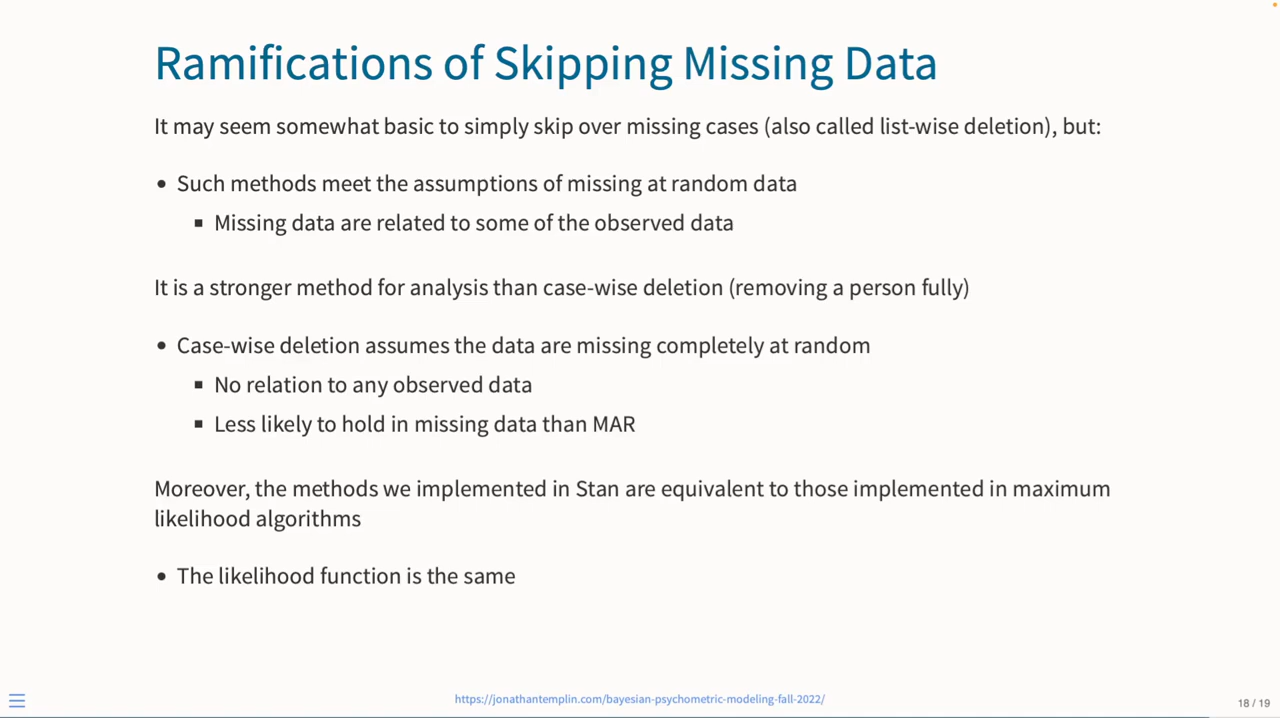 Ramifications of Skipping Missing Data
It may seem somewhat basic to simply skip over missing cases (also called list-wise deletion), but:
• Such methods meet the assumptions of missing at random data
▪ Missing data are related to some of the observed data
It is a stronger method for analysis than case-wise deletion (removing a person fully)
• Case-wise deletion assumes the data are missing completely at random
▪ No relation to any observed data
▪ Less likely to hold in missing data than MAR
Moreover, the methods we implemented in Stan are equivalent to those implemented in maximum
likelihood algorithms
• The likelihood function is the same
https://jonathantemplin.com/bayesian-psychometric-modeling-fall-2022/
18 / 19